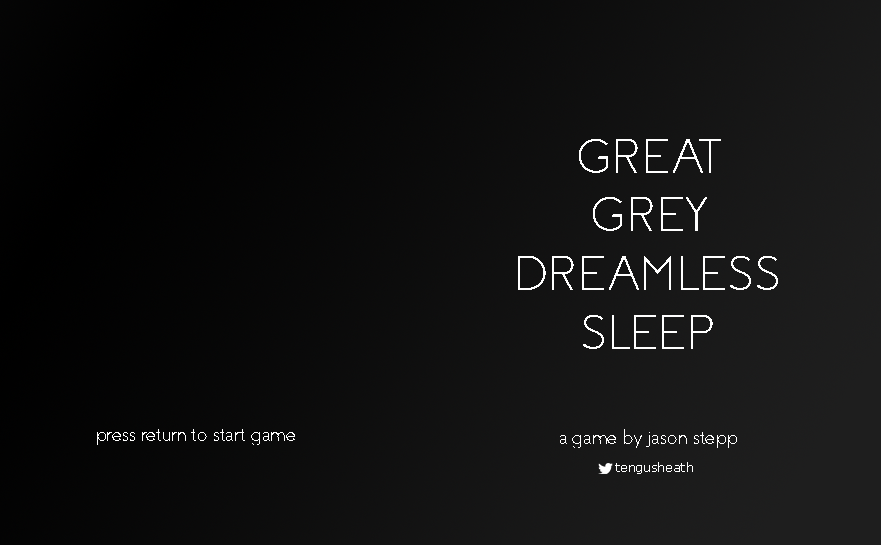 GREAT
GREY
DREAMLESS
SLEEP
press return to start game
a game by jason stepp
tengusheath